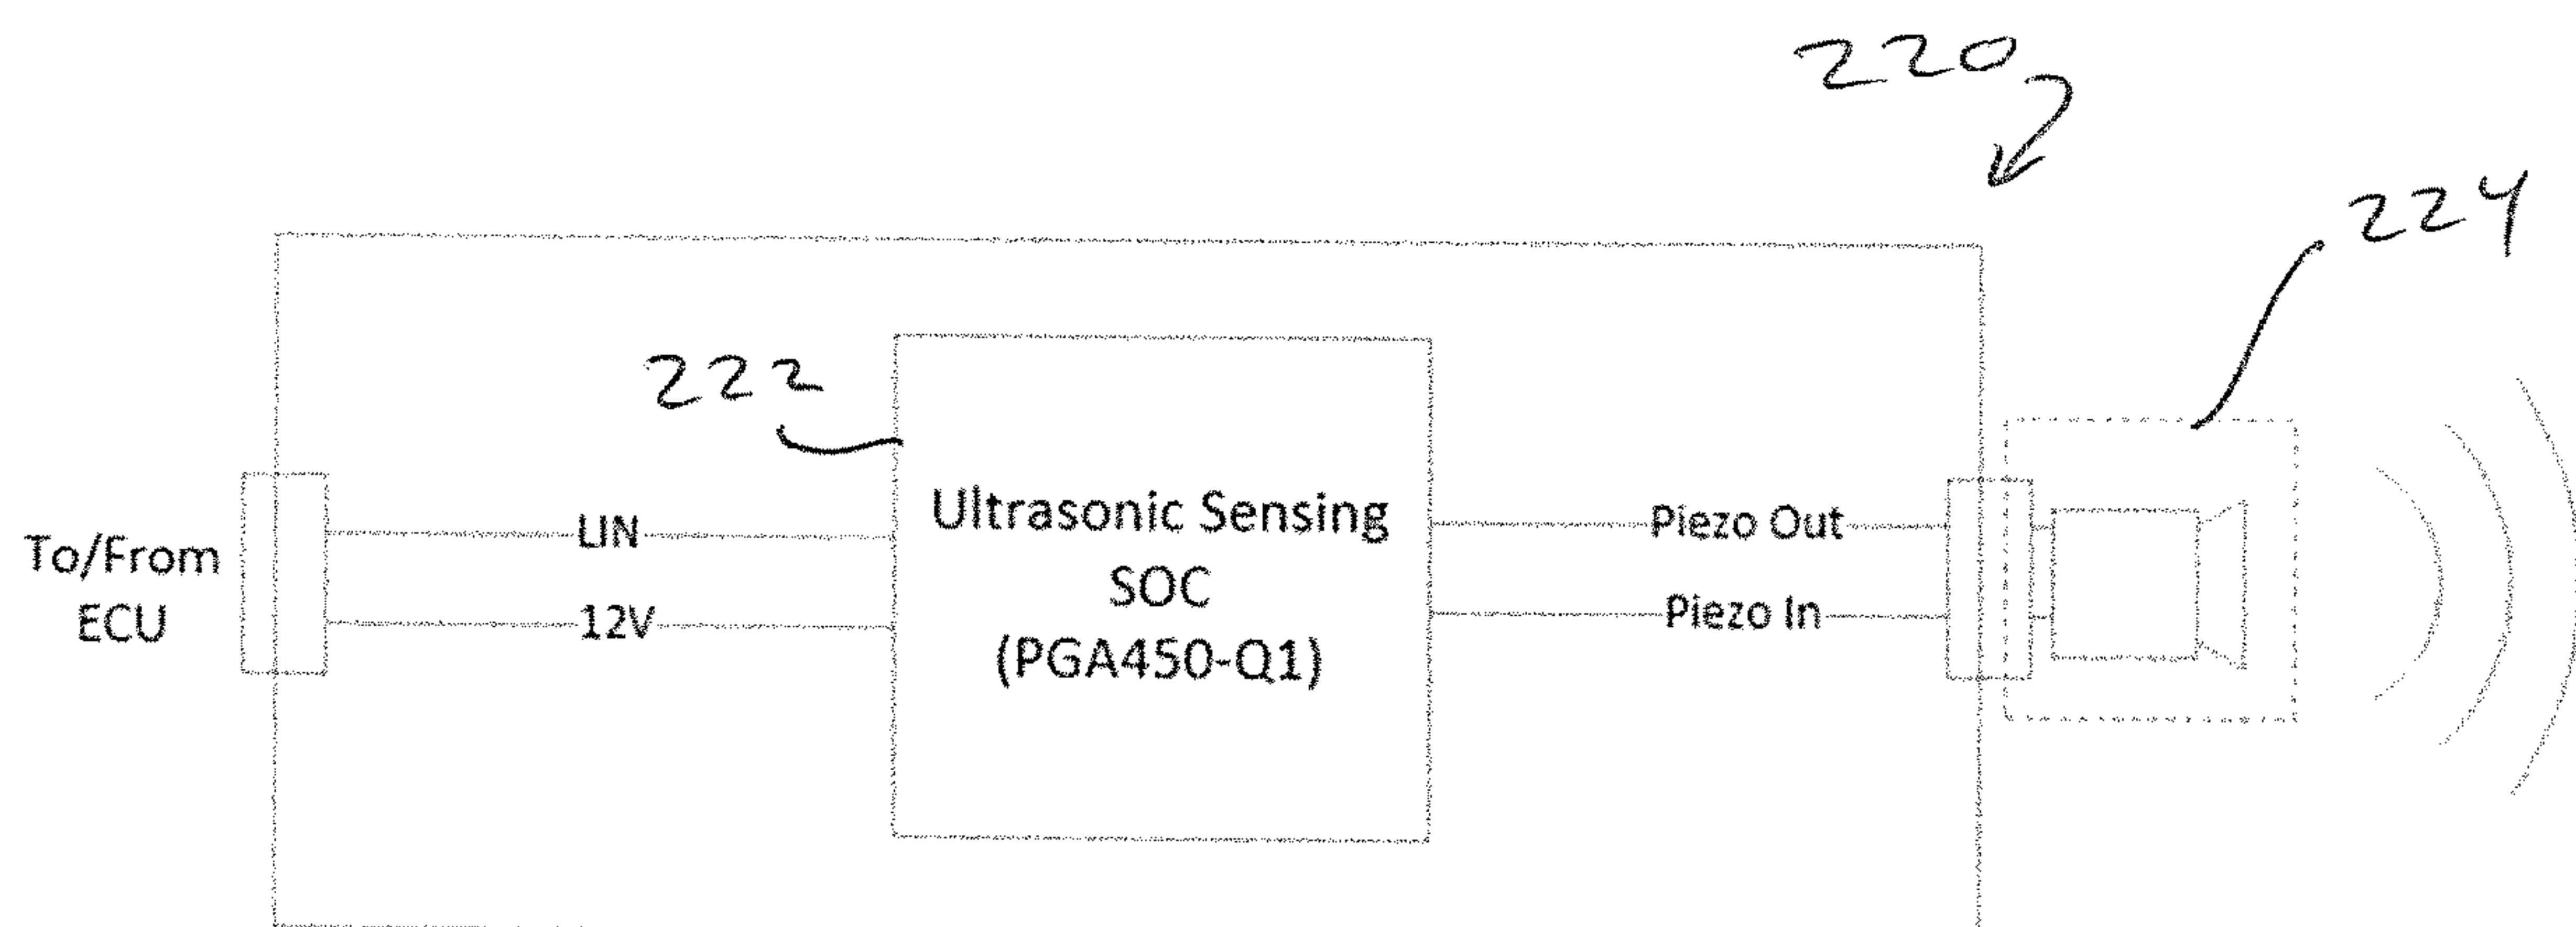 220
224
222
To/From
ECU
LIN
12V
Ultrasonic Sensing
SOC
(PGA450-Q1)
Piezo Out
Piezo In